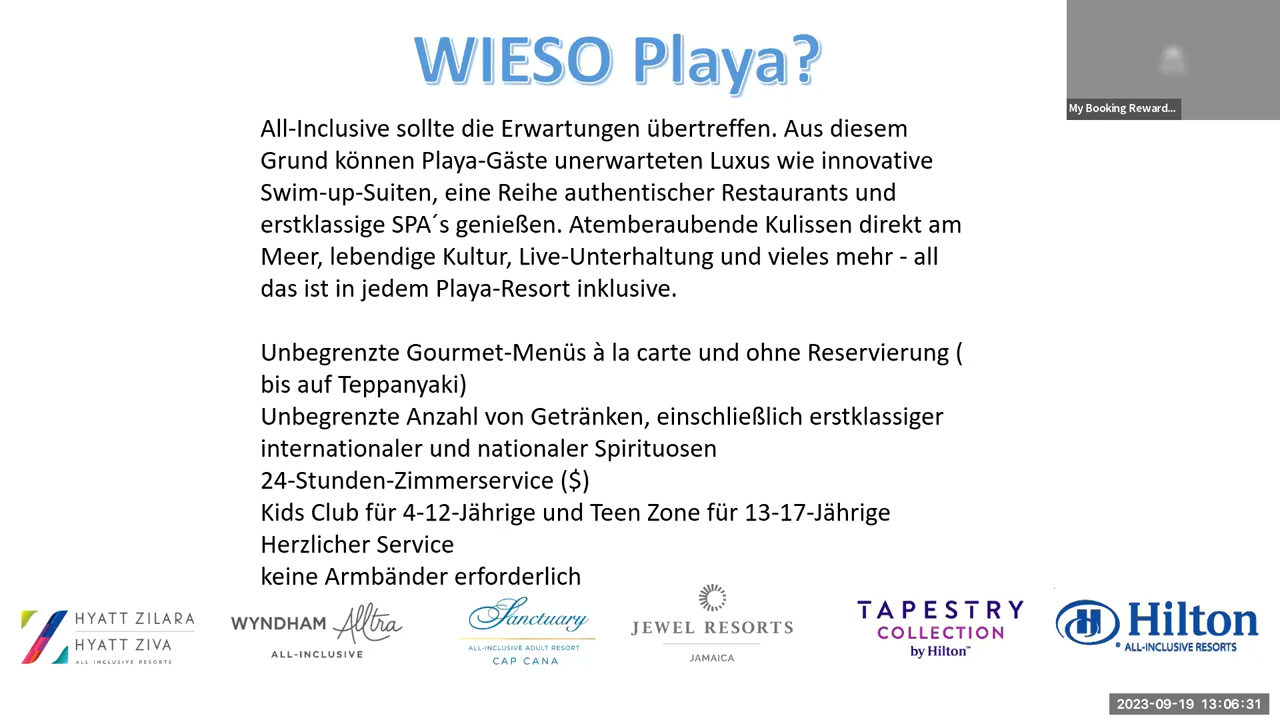 WIESO Playa?
My Booking Reward...
All-Inclusive sollte die Erwartungen übertreffen. Aus diesem
Grund können Playa-Gäste unerwarteten Luxus wie innovative
Swim-up-Suiten, eine Reihe authentischer Restaurants und
erstklassige SPA´s genießen. Atemberaubende Kulissen direkt am
Meer, lebendige Kultur, Live-Unterhaltung und vieles mehr - all
das ist in jedem Playa-Resort inklusive.
Unbegrenzte Gourmet-Menüs à la carte und ohne Reservierung (
bis auf Teppanyaki)
Unbegrenzte Anzahl von Getränken, einschließlich erstklassiger
internationaler und nationaler Spirituosen
24-Stunden-Zimmerservice ($)
Kids Club für 4-12-Jährige und Teen Zone für 13-17-Jährige
Herzlicher Service
keine Armbänder erforderlich
HYATT ZILARA
HYATT ZIVA
ALL INCLUSIVE RESORTS
WYNDHAM Alltra
ALL-INCLUSIVE
Sanctuary
ALL-INCLUSIVE ADULT RESORT
CAP CANA
JEWEL RESORTS
JAMAICA
TAPESTRY
COLLECTION
by Hilton™
Hilton
ALL-INCLUSIVE RESORTS
2023-09-19 13:06:31